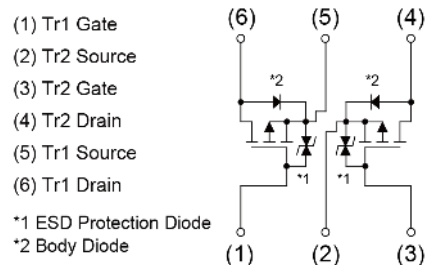 (1) Tr1 Gate
(2) Tr2 Source
(3) Tr2 Gate
(4) Tr2 Drain
(5) Tr1 Source
(6) Tr1 Drain
*1 ESD Protection Diode
*2 Body Diode
(6) (5) (4)
*2 *2
*1 *1
(1) (2) (3)